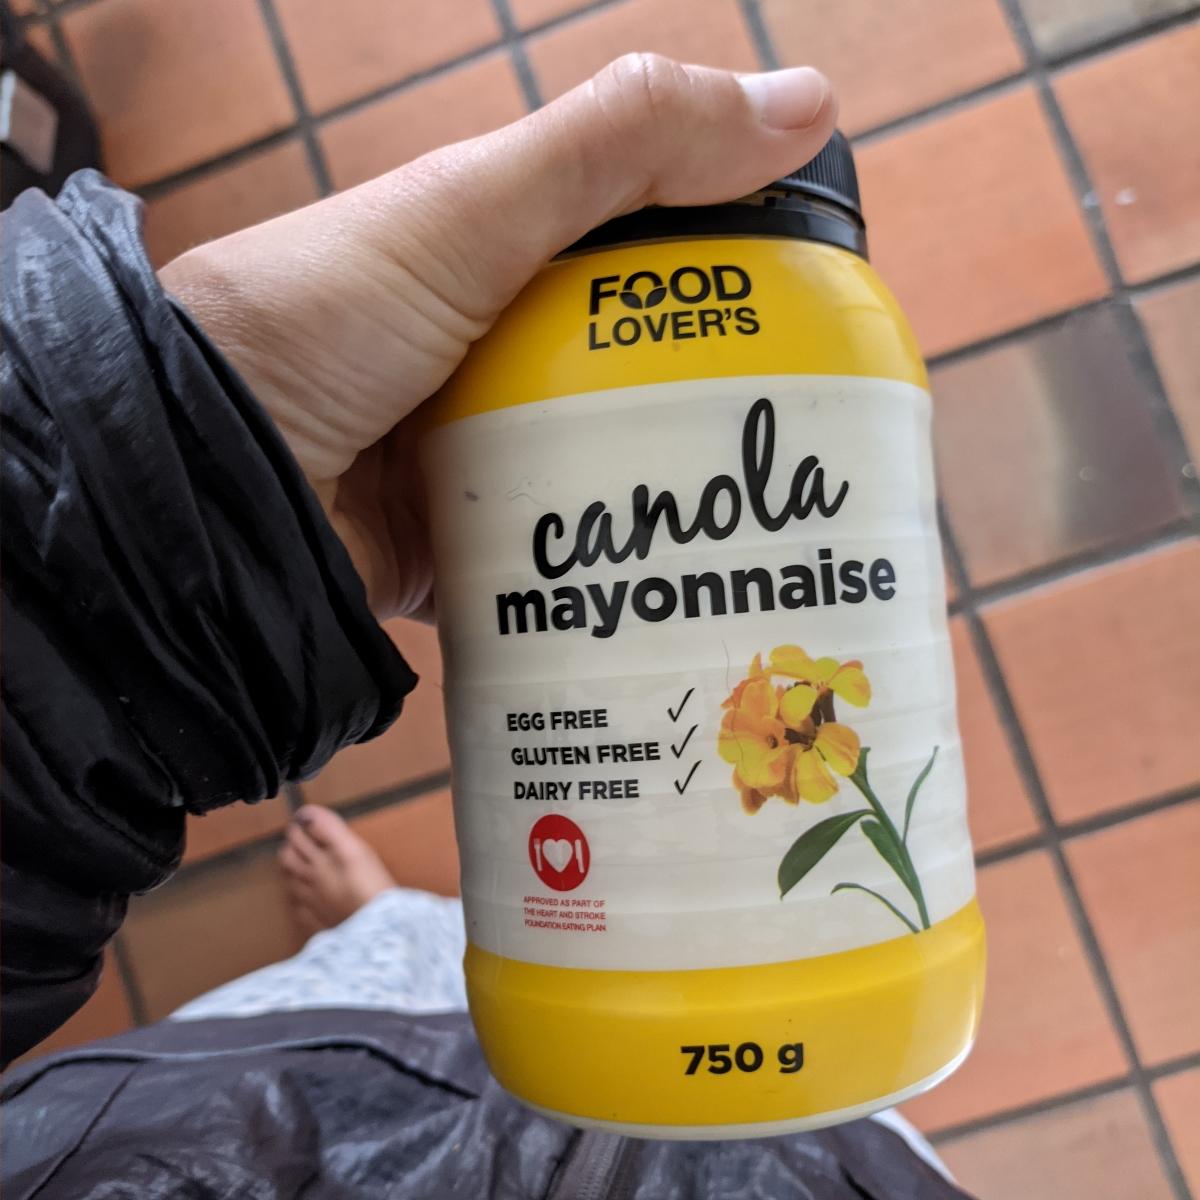 FOOD
LOVER'S
canola
mayonnaise
EGG FREE ✓
GLUTEN FREE ✓
DAIRY FREE ✓
APPROVED AS PART OF
THE HEART AND STROKE
FOUNDATION EATING PLAN
750 g